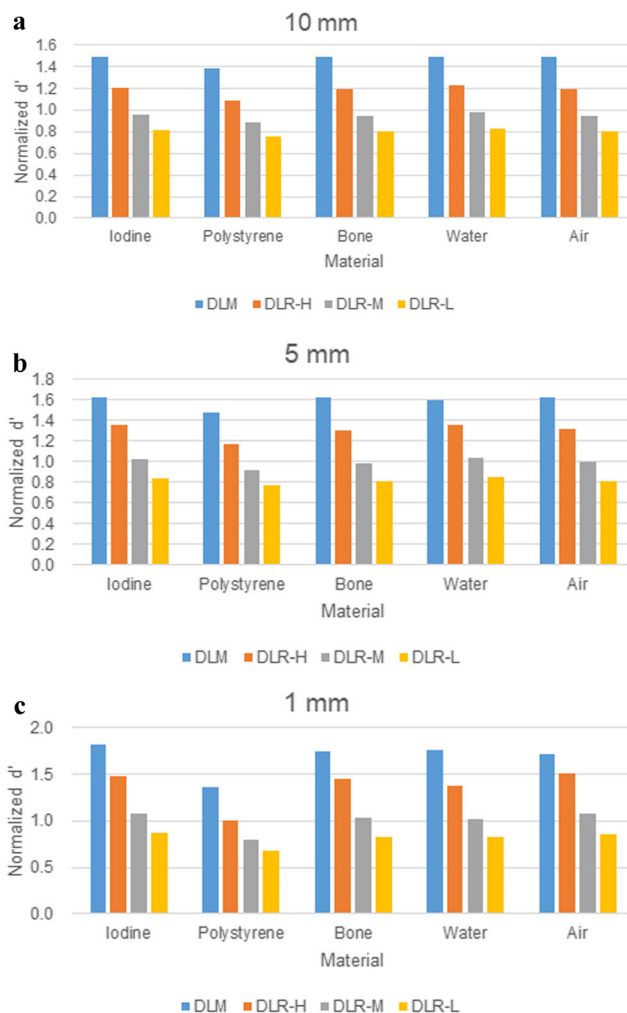 a
10 mm
1.6
1.4
1.2
1.0
0.8
0.6
0.4
0.2
0.0
Normalized d'
Iodine Polystyrene Bone Water Air
Material
DLM DLR-H DLR-M DLR-L
b
5 mm
1.8
1.6
1.4
1.2
1.0
0.8
0.6
0.4
0.2
0.0
Normalized d'
Iodine Polystyrene Bone Water Air
Material
DLM DLR-H DLR-M DLR-L
c
1 mm
2.0
1.5
1.0
0.5
0.0
Normalized d'
Iodine Polystyrene Bone Water Air
Material
DLM DLR-H DLR-M DLR-L